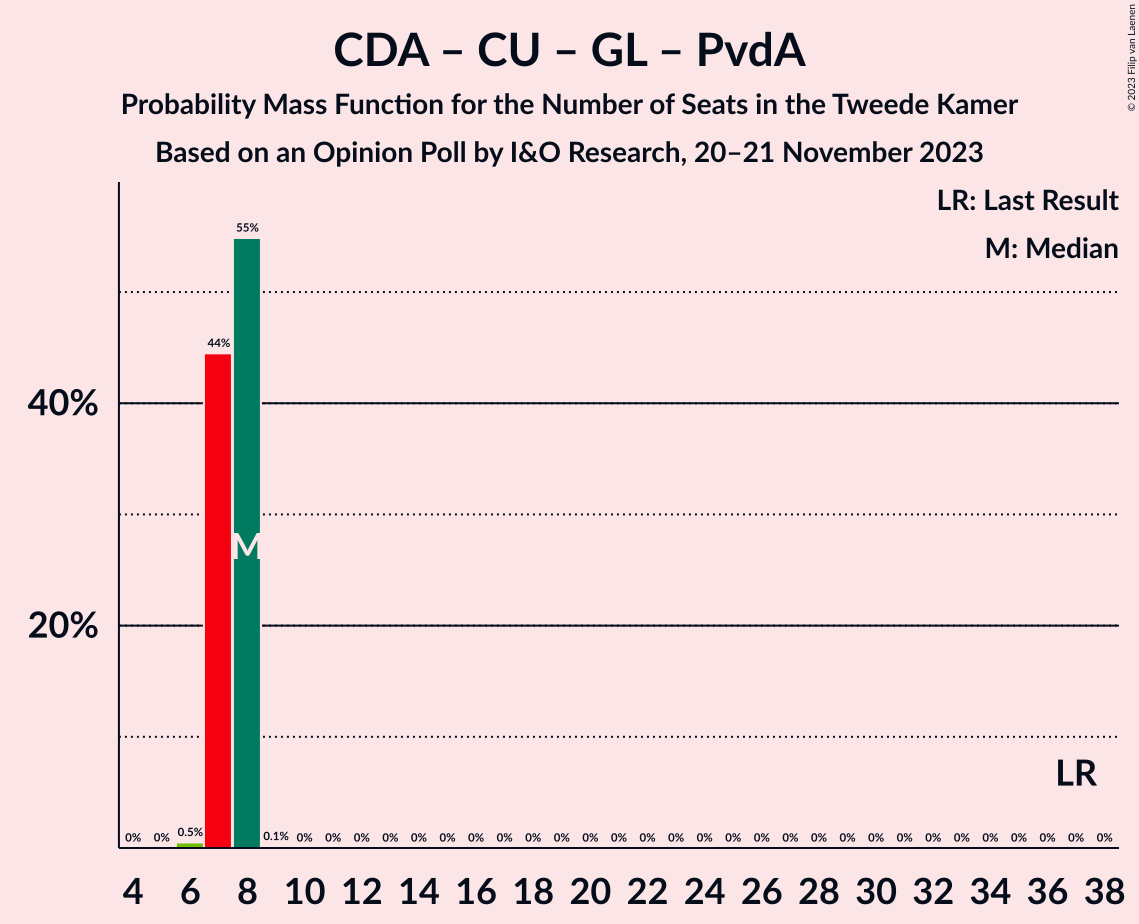 CDA – CU – GL – PvdA
Probability Mass Function for the Number of Seats in the Tweede Kamer
Based on an Opinion Poll by I&O Research, 20–21 November 2023
© 2023 Filip van Laenen
LR: Last Result
M: Median
55%
44%
40%
M
20%
LR
0% 0% 0.5% 0.1% 0% 0% 0% 0% 0% 0% 0% 0% 0% 0% 0% 0% 0% 0% 0% 0% 0% 0% 0% 0% 0% 0% 0% 0% 0% 0% 0% 0% 0%
4 6 8 10 12 14 16 18 20 22 24 26 28 30 32 34 36 38